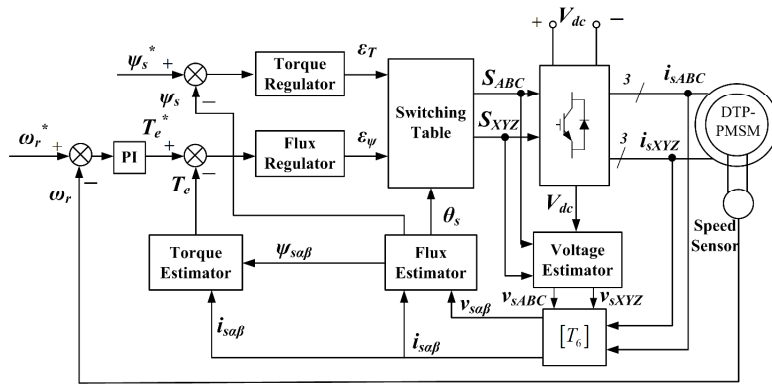 + V_dc −
ψ_s^* +
ψ_s −
Torque
Regulator
ε_T
Switching
Table
S_ABC
S_XYZ
3 i_sABC
3 i_sXYZ
DTP-
PMSM
ω_r^* +
ω_r −
PI
T_e^* +
T_e −
Flux
Regulator
ε_ψ
V_dc
Speed
Sensor
θ_s
Torque
Estimator
ψ_sαβ
Flux
Estimator
Voltage
Estimator
v_sABC
v_sXYZ
v_sαβ
i_sαβ
i_sαβ
[T_6]